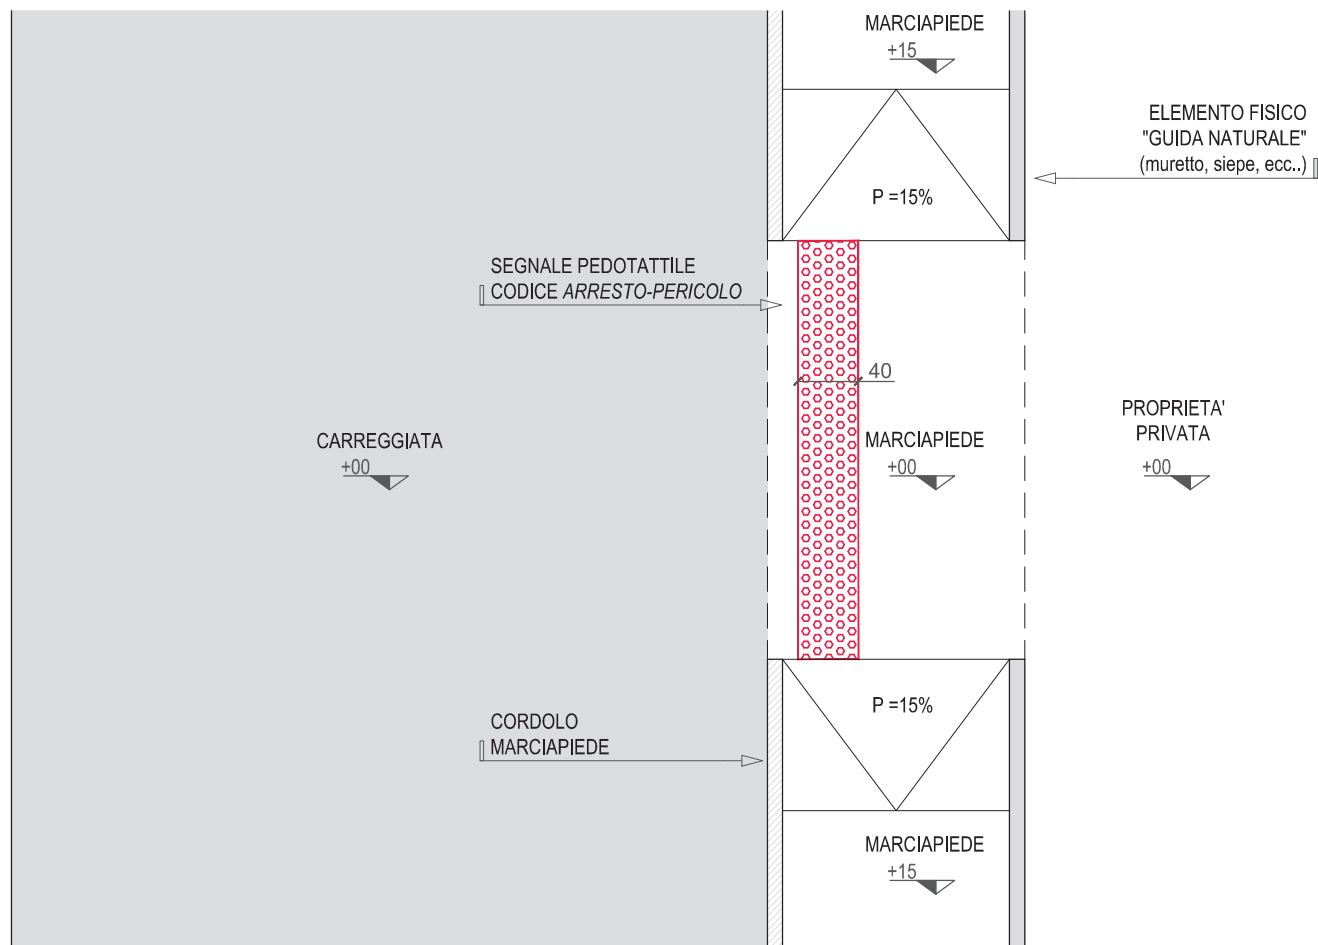 MARCIAPIEDE
+15
ELEMENTO FISICO
"GUIDA NATURALE"
(muretto, siepe, ecc..)
P =15%
SEGNALE PEDOTATTILE
CODICE ARRESTO-PERICOLO
40
CARREGGIATA
+00
MARCIAPIEDE
+00
PROPRIETA'
PRIVATA
+00
P =15%
CORDOLO
MARCIAPIEDE
MARCIAPIEDE
+15